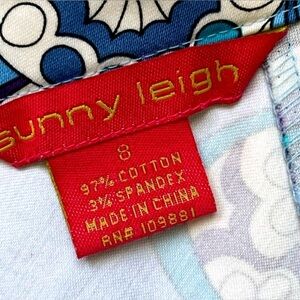 sunny leigh
8
97% COTTON
3% SPANDEX
MADE IN CHINA
RN# 109881